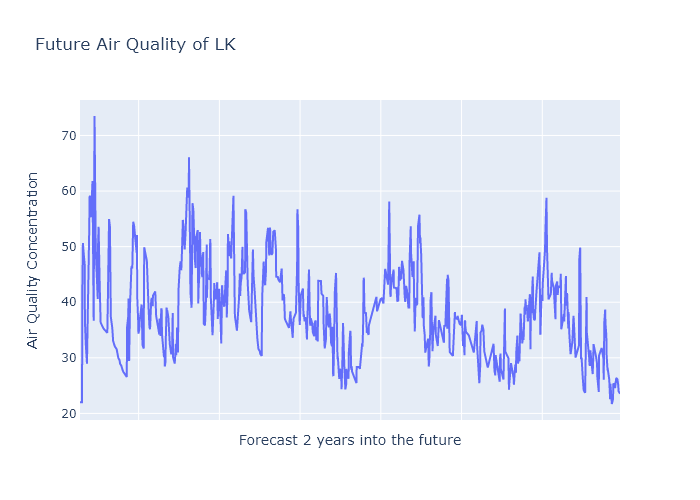 Future Air Quality of LK
Air Quality Concentration
70
60
50
40
30
20
Forecast 2 years into the future